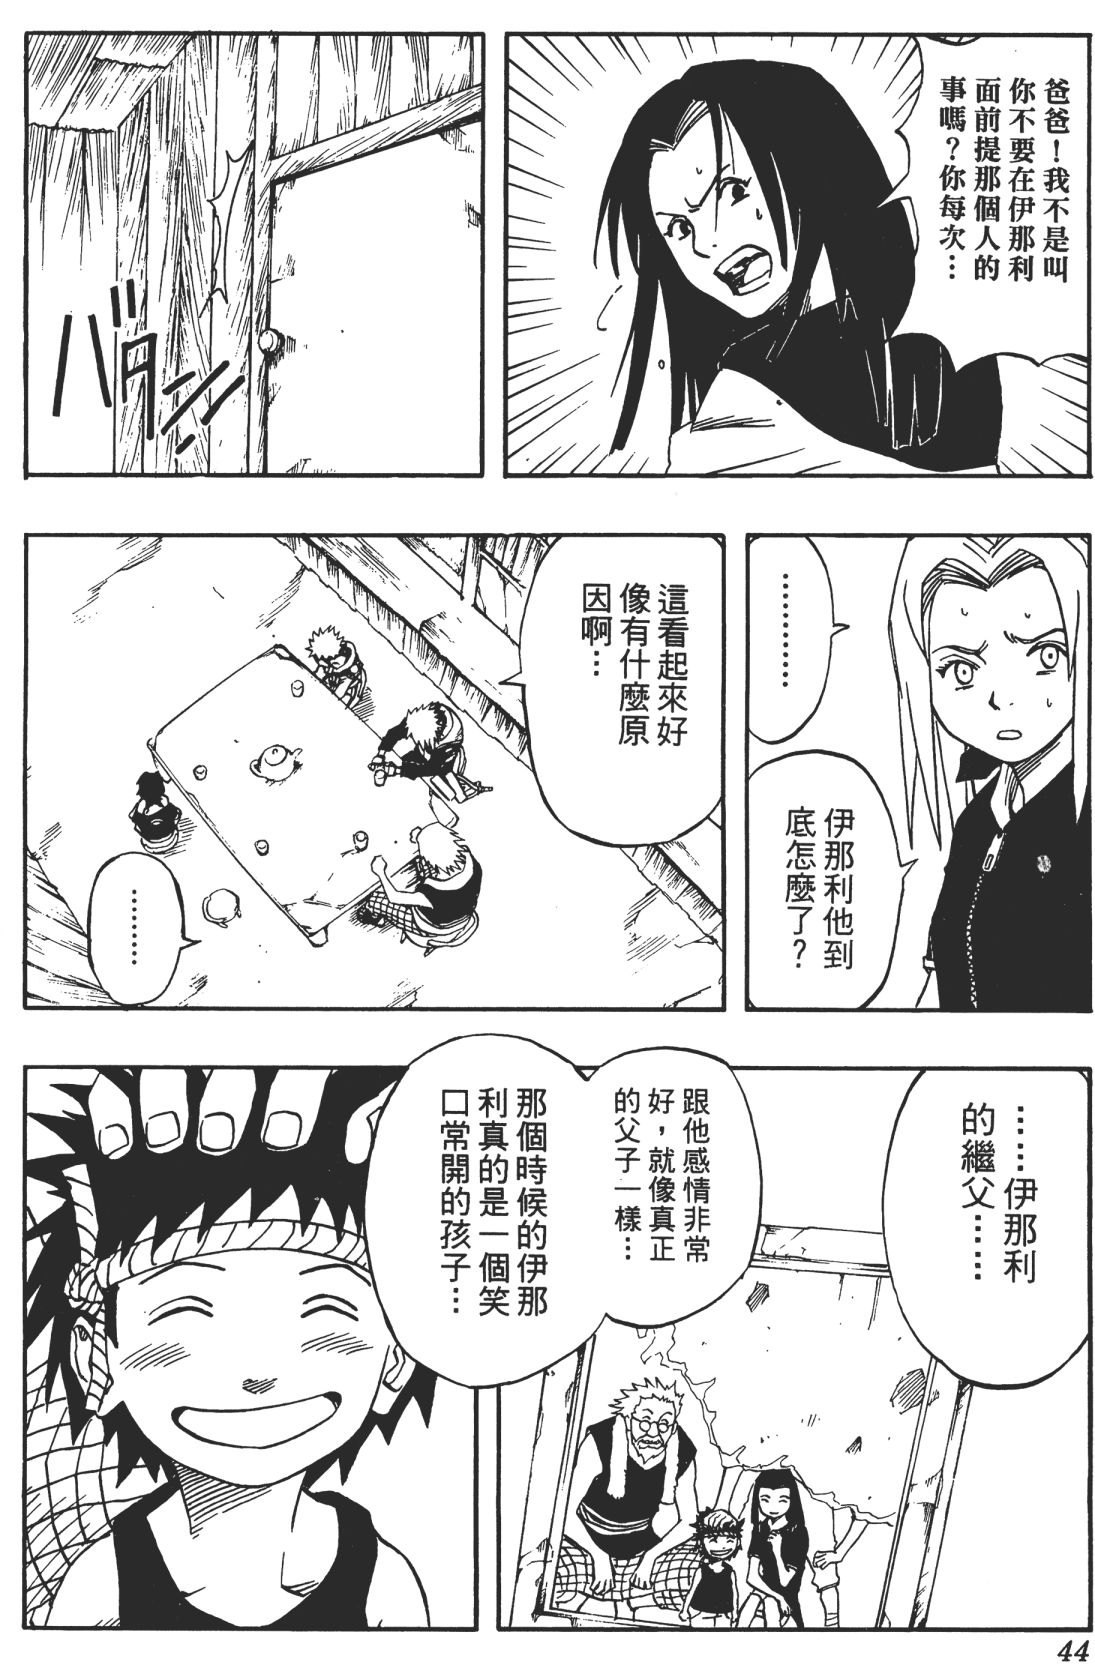 爸爸！我不是叫
你不要在伊那利
面前提那個人的
事嗎？你每次…
バタン
…………
伊那利他到
底怎麼了？
這看起來好
像有什麼原
因啊…
………
……伊那利
的繼父……
跟他感情非常
好，就像真正
的父子一樣…
那個時候的伊那
利真的是一個笑
口常開的孩子…
44